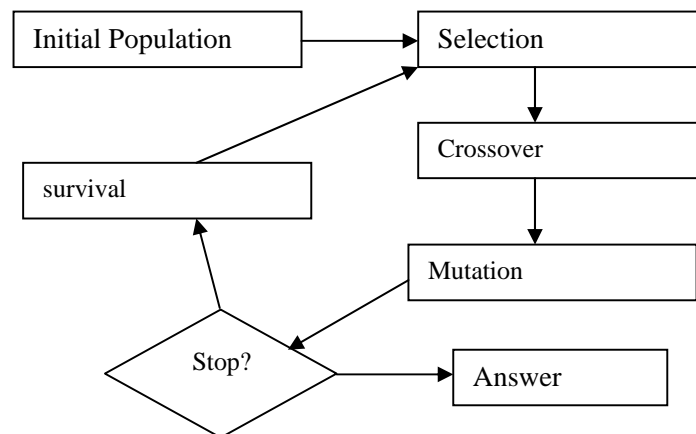 Initial Population
Selection
Crossover
survival
Mutation
Stop?
Answer